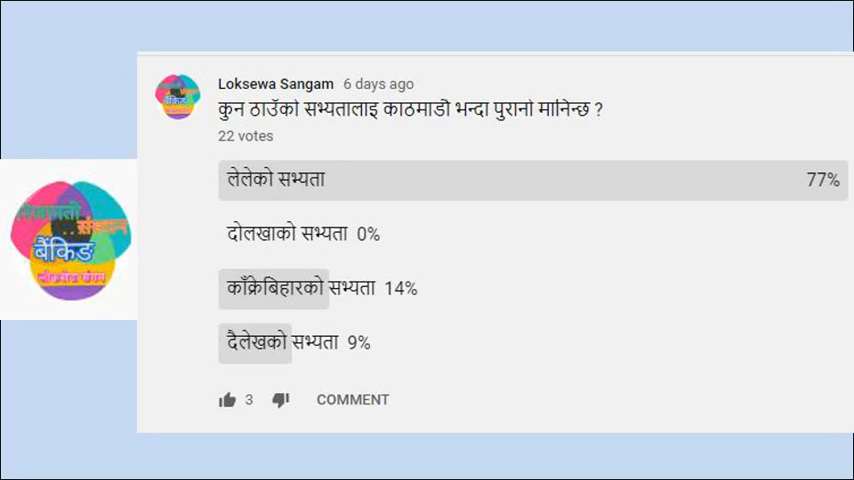 Loksewa Sangam 6 days ago
कुन ठाउँको सभ्यतालाइ काठमाडौ भन्दा पुरानो मानिन्छ ?
22 votes
लेलेको सभ्यता 77%
दोलखाको सभ्यता 0%
काँक्रेबिहारको सभ्यता 14%
दैलेखको सभ्यता 9%
3 COMMENT
बैंकिङ